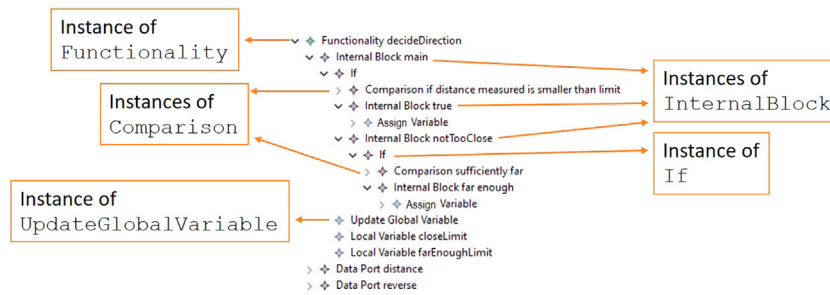 Instance of
Functionality
Functionality decideDirection
Internal Block main
If
Comparison if distance measured is smaller than limit
Internal Block true
Assign Variable
Internal Block notTooClose
If
Comparison sufficiently far
Internal Block far enough
Assign Variable
Update Global Variable
Local Variable closeLimit
Local Variable farEnoughLimit
Data Port distance
Data Port reverse
Instances of
Comparison
Instance of
UpdateGlobalVariable
Instances of
InternalBlock
Instance of
If